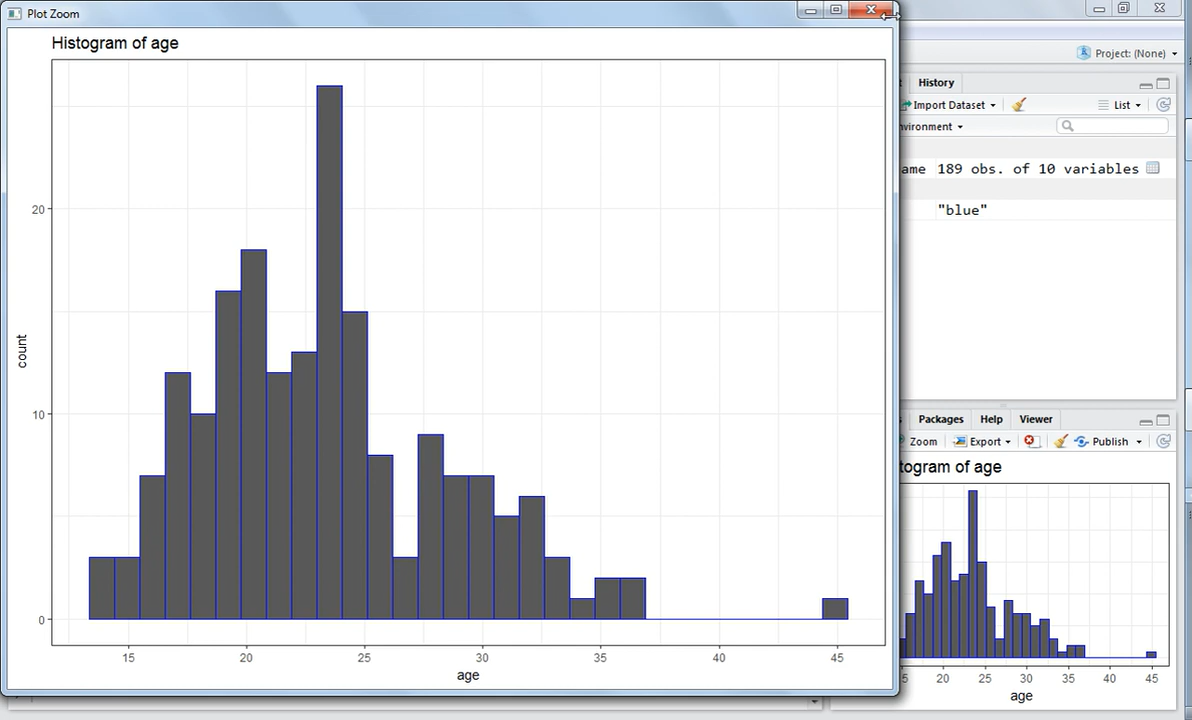 Plot Zoom
Histogram of age
count
20
10
0
15 20 25 30 35 40 45
age
Project: (None)
History
Import Dataset
List
vironment
ame 189 obs. of 10 variables
"blue"
Packages Help Viewer
Zoom Export Publish
togram of age
5 20 25 30 35 40 45
age